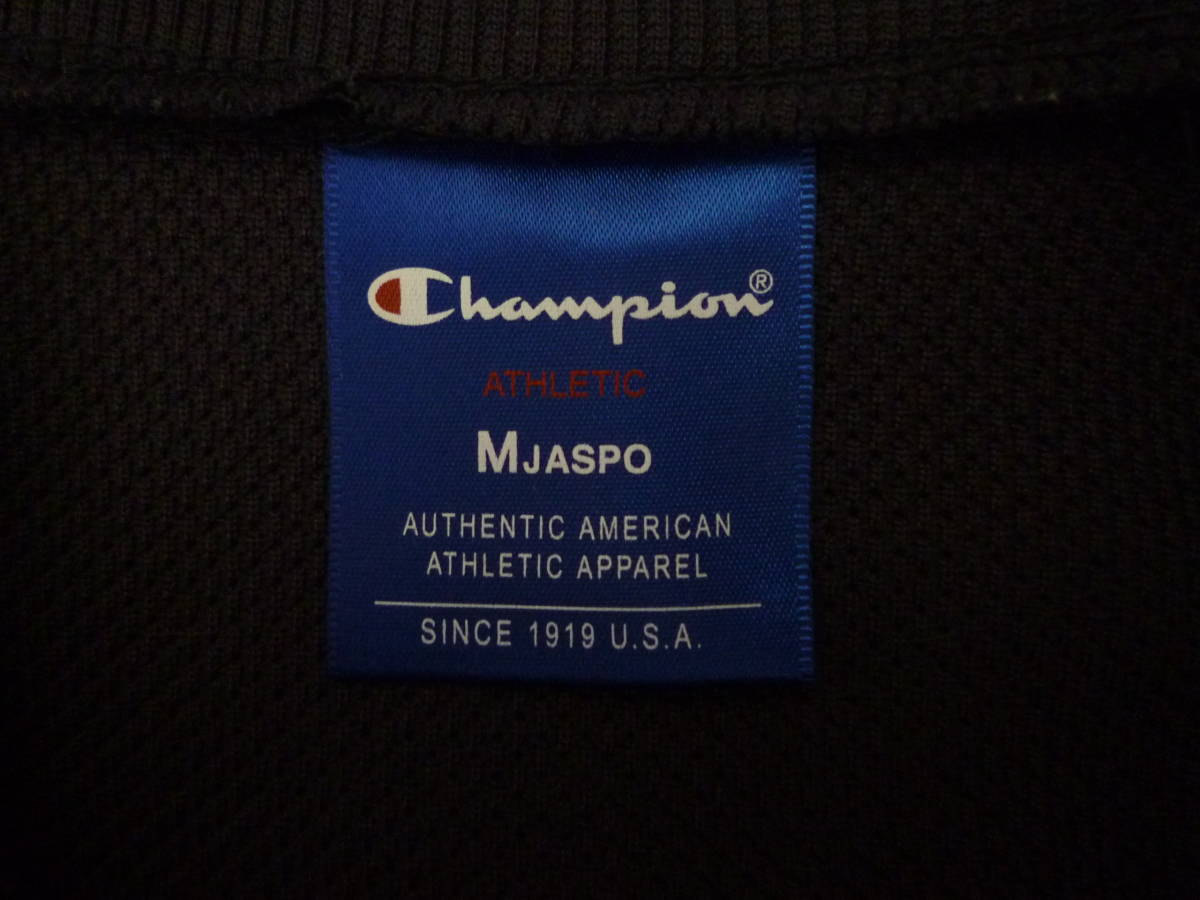 Champion®
ATHLETIC
MJASPO
AUTHENTIC AMERICAN
ATHLETIC APPAREL
SINCE 1919 U.S.A.